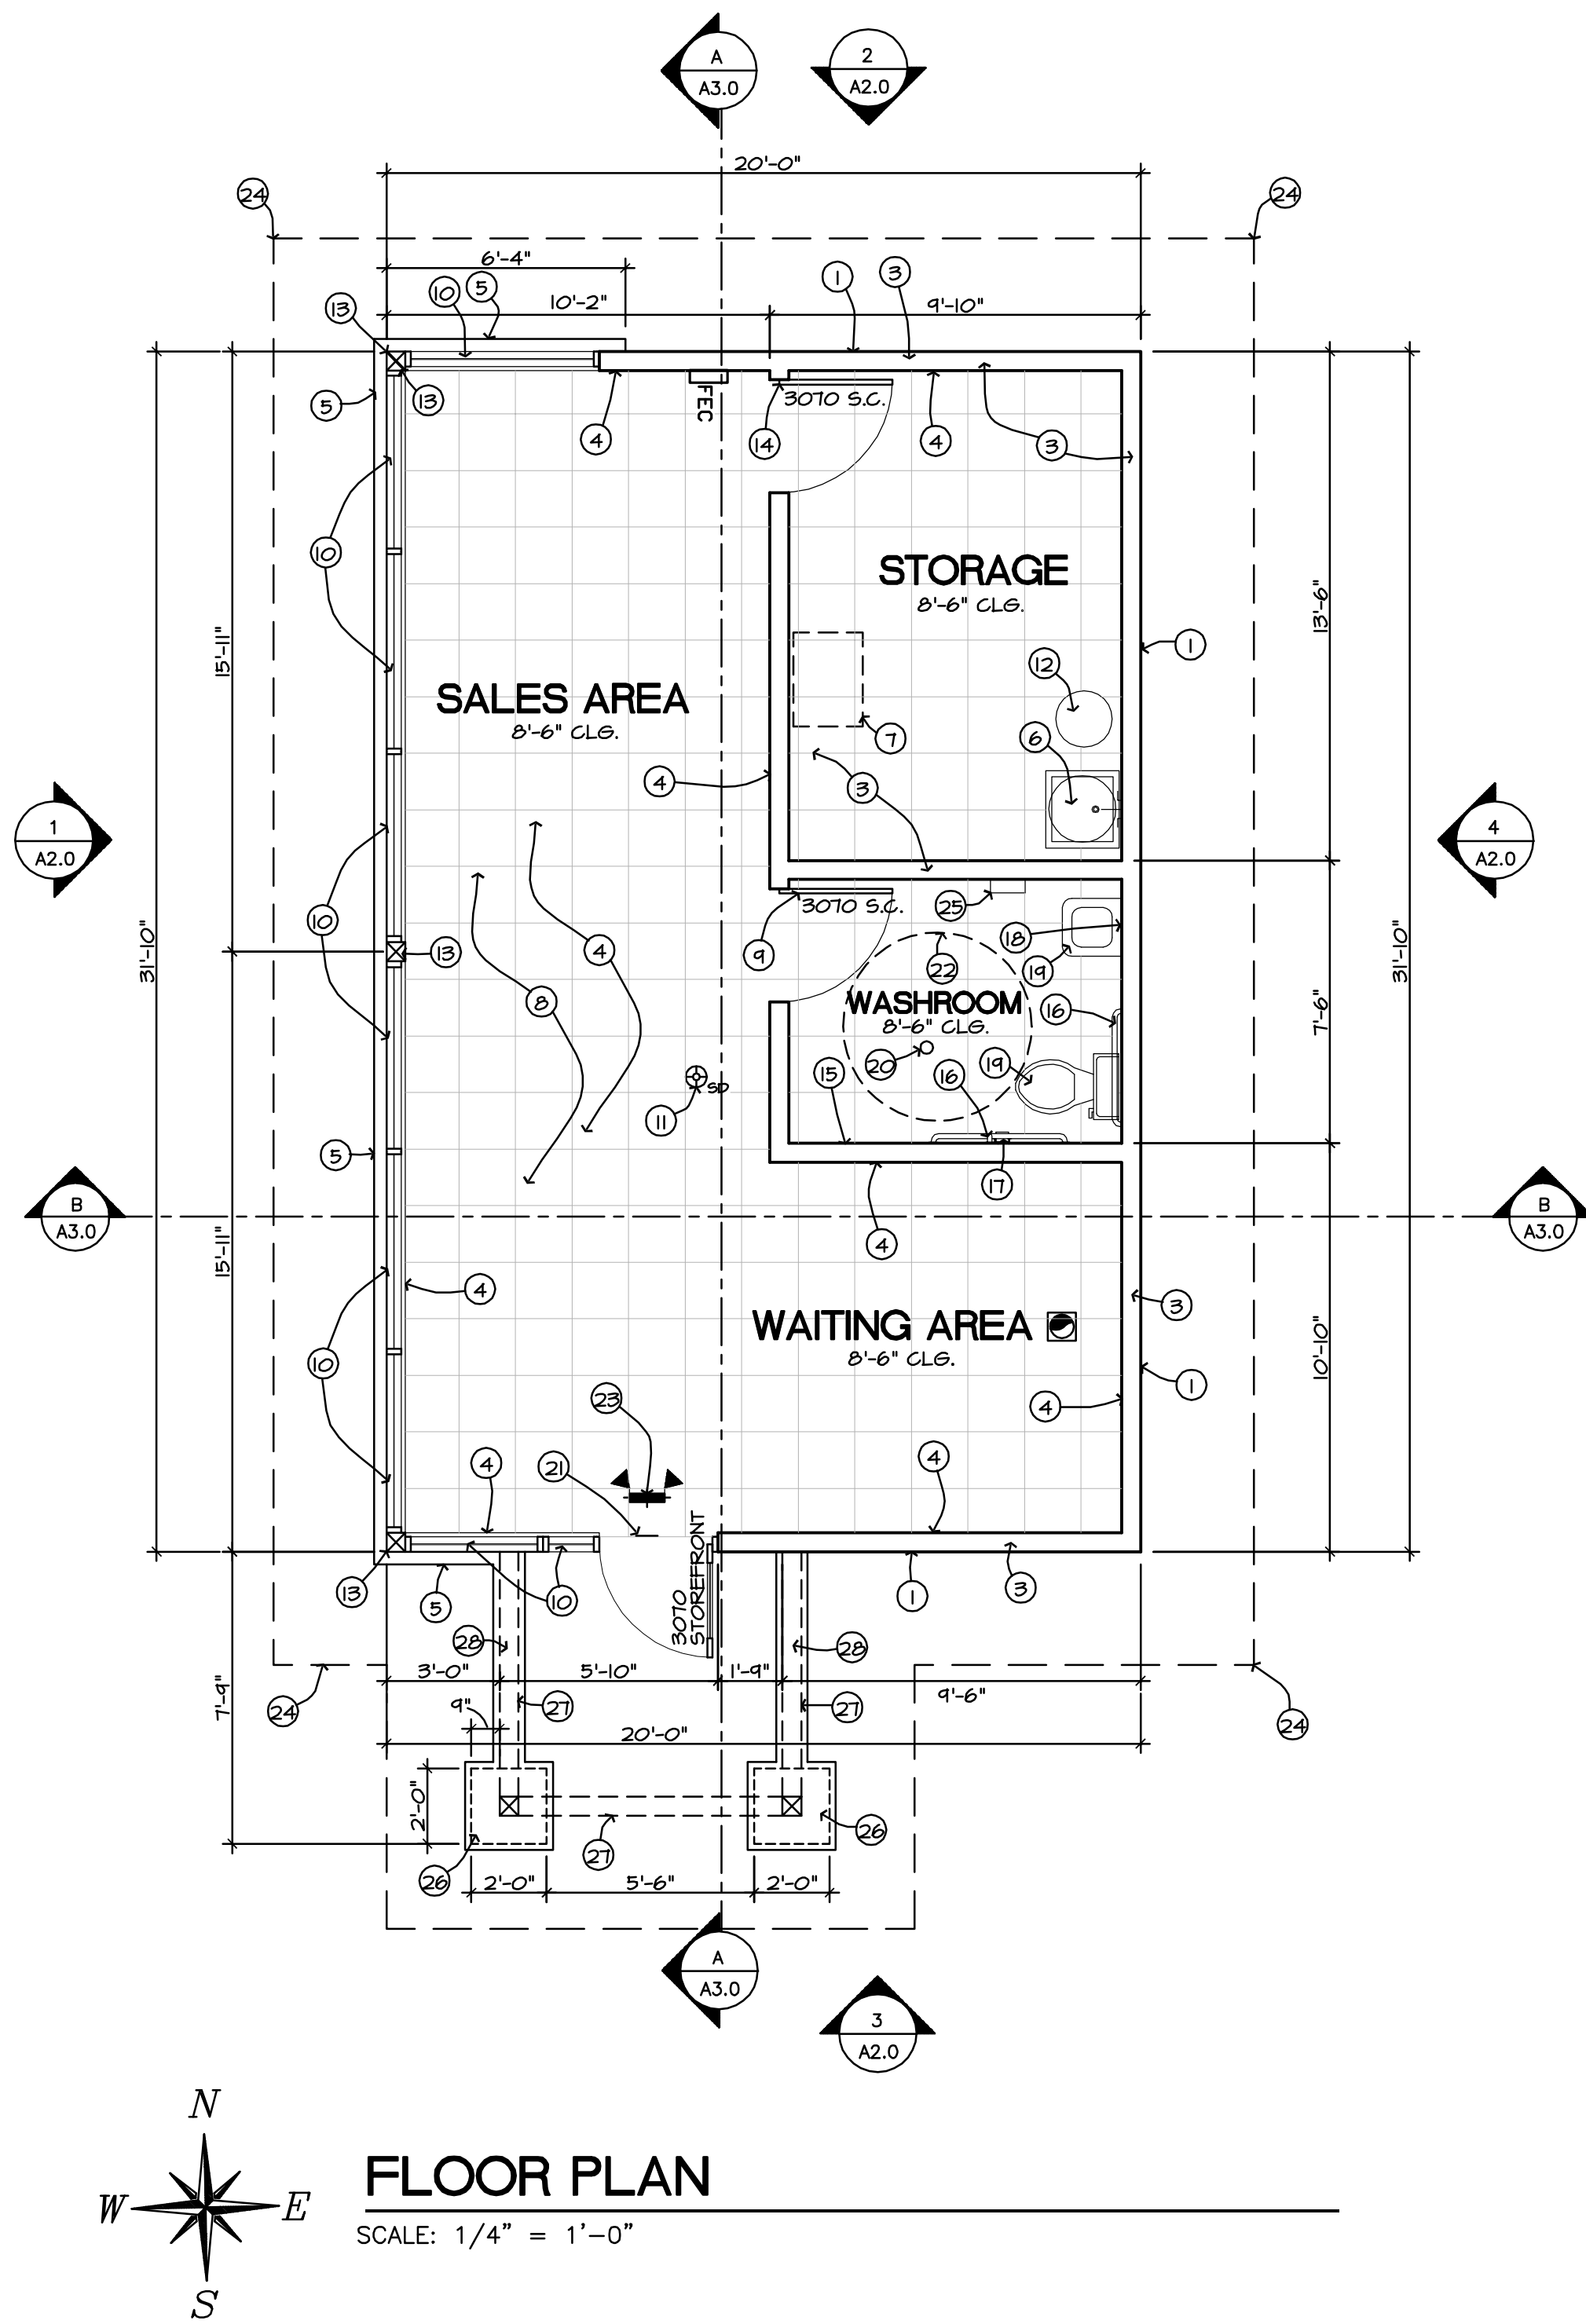 A
A3.0
2
A2.0
20'-0"
24
24
6'-4"
10
5
1
3
13
10'-2"
9'-10"
5
13
FEC
3070 S.C.
4
14
4
3
10
STORAGE
8'-6" CLG.
13'-6"
15'-11"
1
12
SALES AREA
8'-6" CLG.
7
6
4
3
1
A2.0
4
A2.0
31'-10"
31'-10"
10
13
4
3070 S.C.
25
9
18
22
19
8
WASHROOM
8'-6" CLG.
16
7'-6"
20
19
15
16
11
SD
5
17
B
A3.0
B
A3.0
4
15'-11"
4
3
WAITING AREA
8'-6" CLG.
10'-10"
10
1
23
4
4
21
4
3070
STOREFRONT
13
5
10
1
3
28
28
3'-0"
5'-10"
1'-9"
9'-6"
7'-9"
24
9"
27
27
24
20'-0"
2'-0"
26
27
26
2'-0"
5'-6"
2'-0"
A
A3.0
3
A2.0
N
W
E
S
FLOOR PLAN
SCALE: 1/4" = 1'-0"